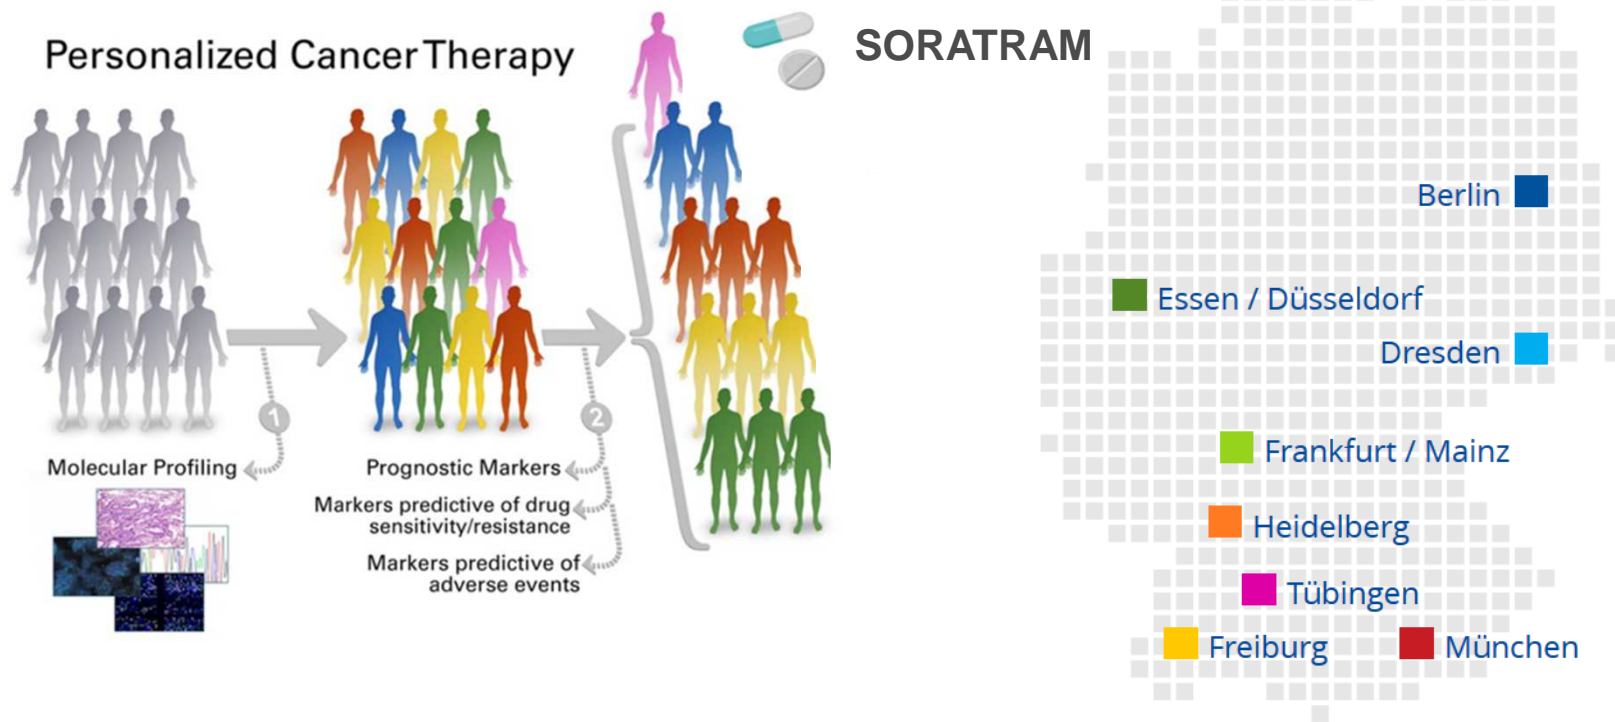 Personalized Cancer Therapy
SORATRAM
1
2
Molecular Profiling
Prognostic Markers
Markers predictive of drug
sensitivity/resistance
Markers predictive of
adverse events
Berlin
Essen / Düsseldorf
Dresden
Frankfurt / Mainz
Heidelberg
Tübingen
Freiburg
München